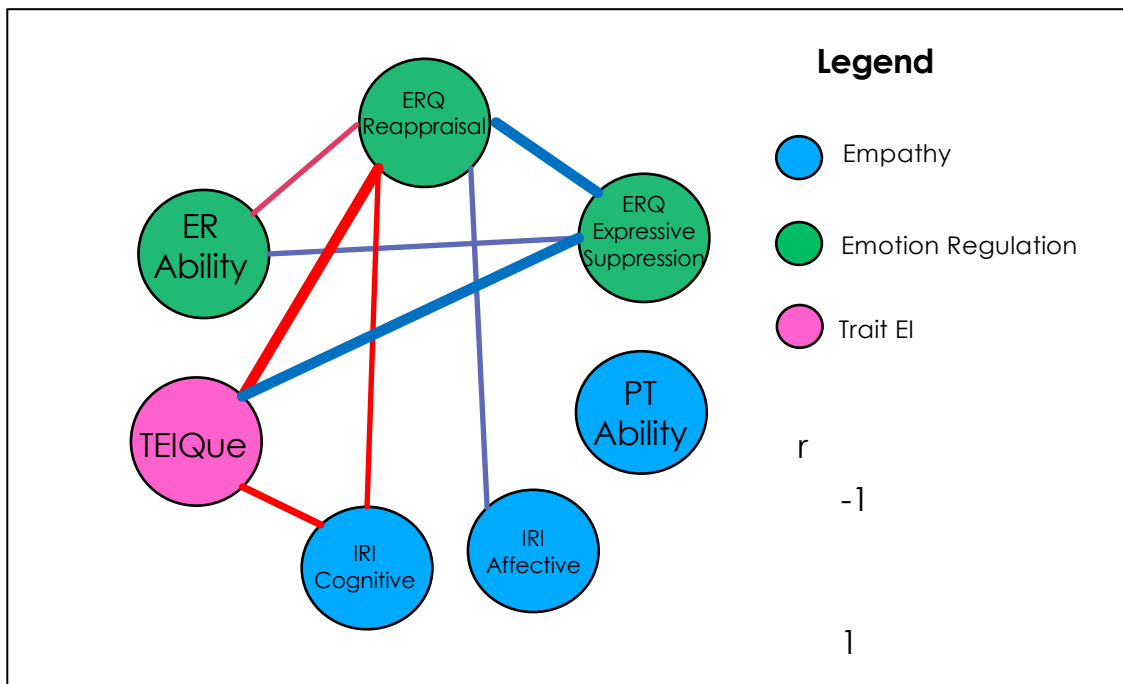 ERQ
Reappraisal
ER
Ability
ERQ
Expressive
Suppression
TEIQue
PT
Ability
IRI
Cognitive
IRI
Affective
Legend
Empathy
Emotion Regulation
Trait EI
r
-1
1